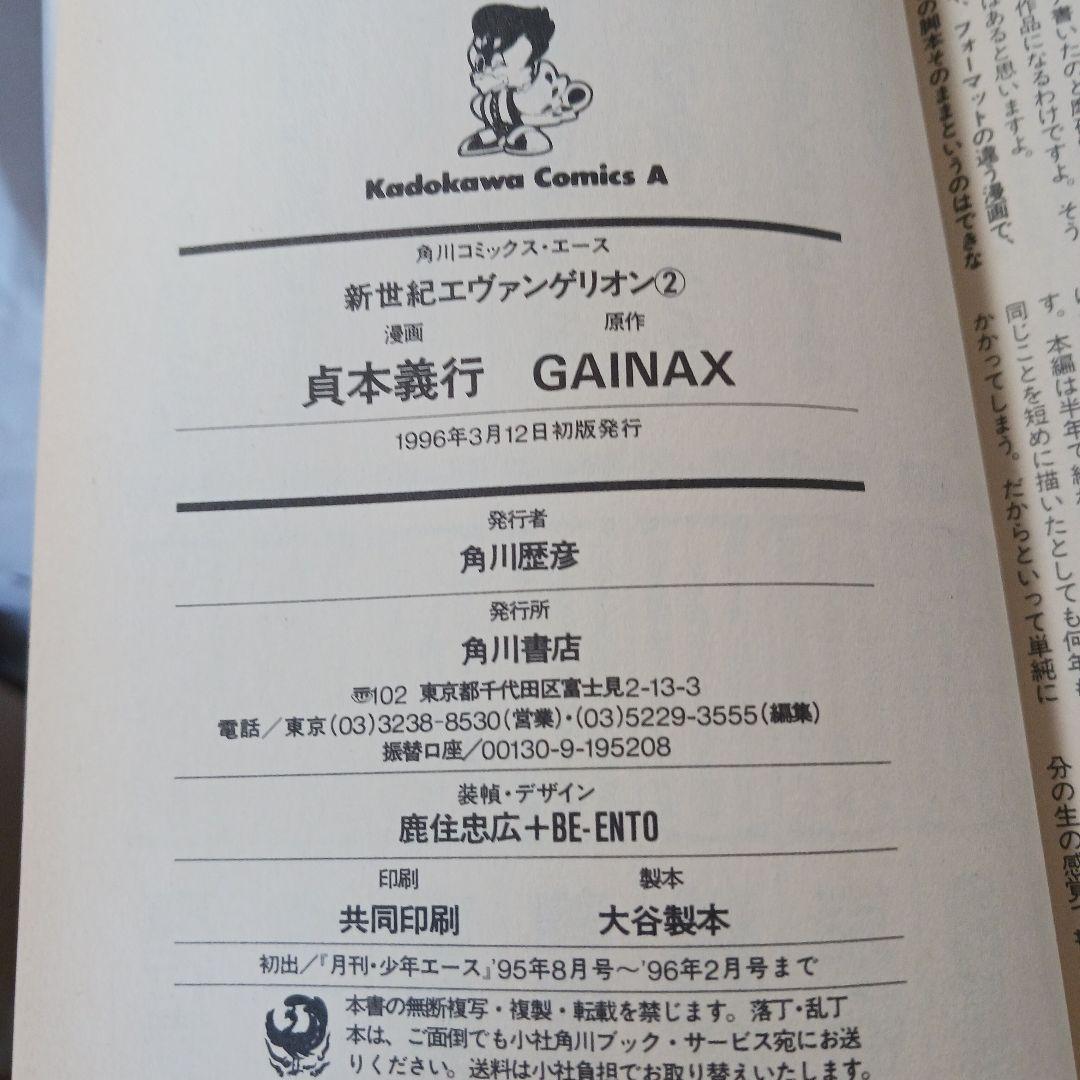 Kadokawa Comics A
角川コミックス・エース
新世紀エヴァンゲリオン②
漫画 原作
貞本義行 GAINAX
1996年3月12日初版発行
発行者
角川歴彦
発行所
角川書店
〠102 東京都千代田区富士見2-13-3
電話/東京(03)3238-8530(営業)・(03)5229-3555(編集)
振替口座/00130-9-195208
装幀・デザイン
鹿住忠広+BE-ENTO
印刷 製本
共同印刷 大谷製本
初出/『月刊・少年エース』'95年8月号〜'96年2月号まで
本書の無断複写・複製・転載を禁じます。落丁・乱丁
本は、ご面倒でも小社角川ブック・サービス宛にお送
りください。送料は小社負担でお取り替えいたします。
作品になるわけですよ。そう
はあると思いますよ。
フォーマットの違う漫画で、
の脚本そのままというのはできな
す。本編は半年で
同じことを短めに描いたとしても何年も
かかってしまう。だからといって単純に
分の生の感覚